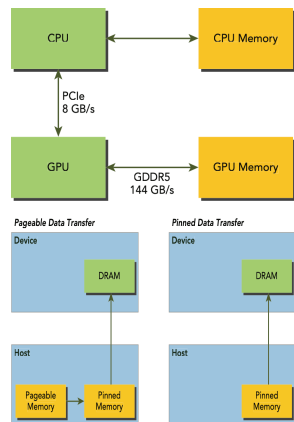 CPU
CPU Memory
PCIe
8 GB/s
GPU
GPU Memory
GDDR5
144 GB/s
Pageable Data Transfer
Device
DRAM
Host
Pageable
Memory
Pinned
Memory
Pinned Data Transfer
Device
DRAM
Host
Pinned
Memory